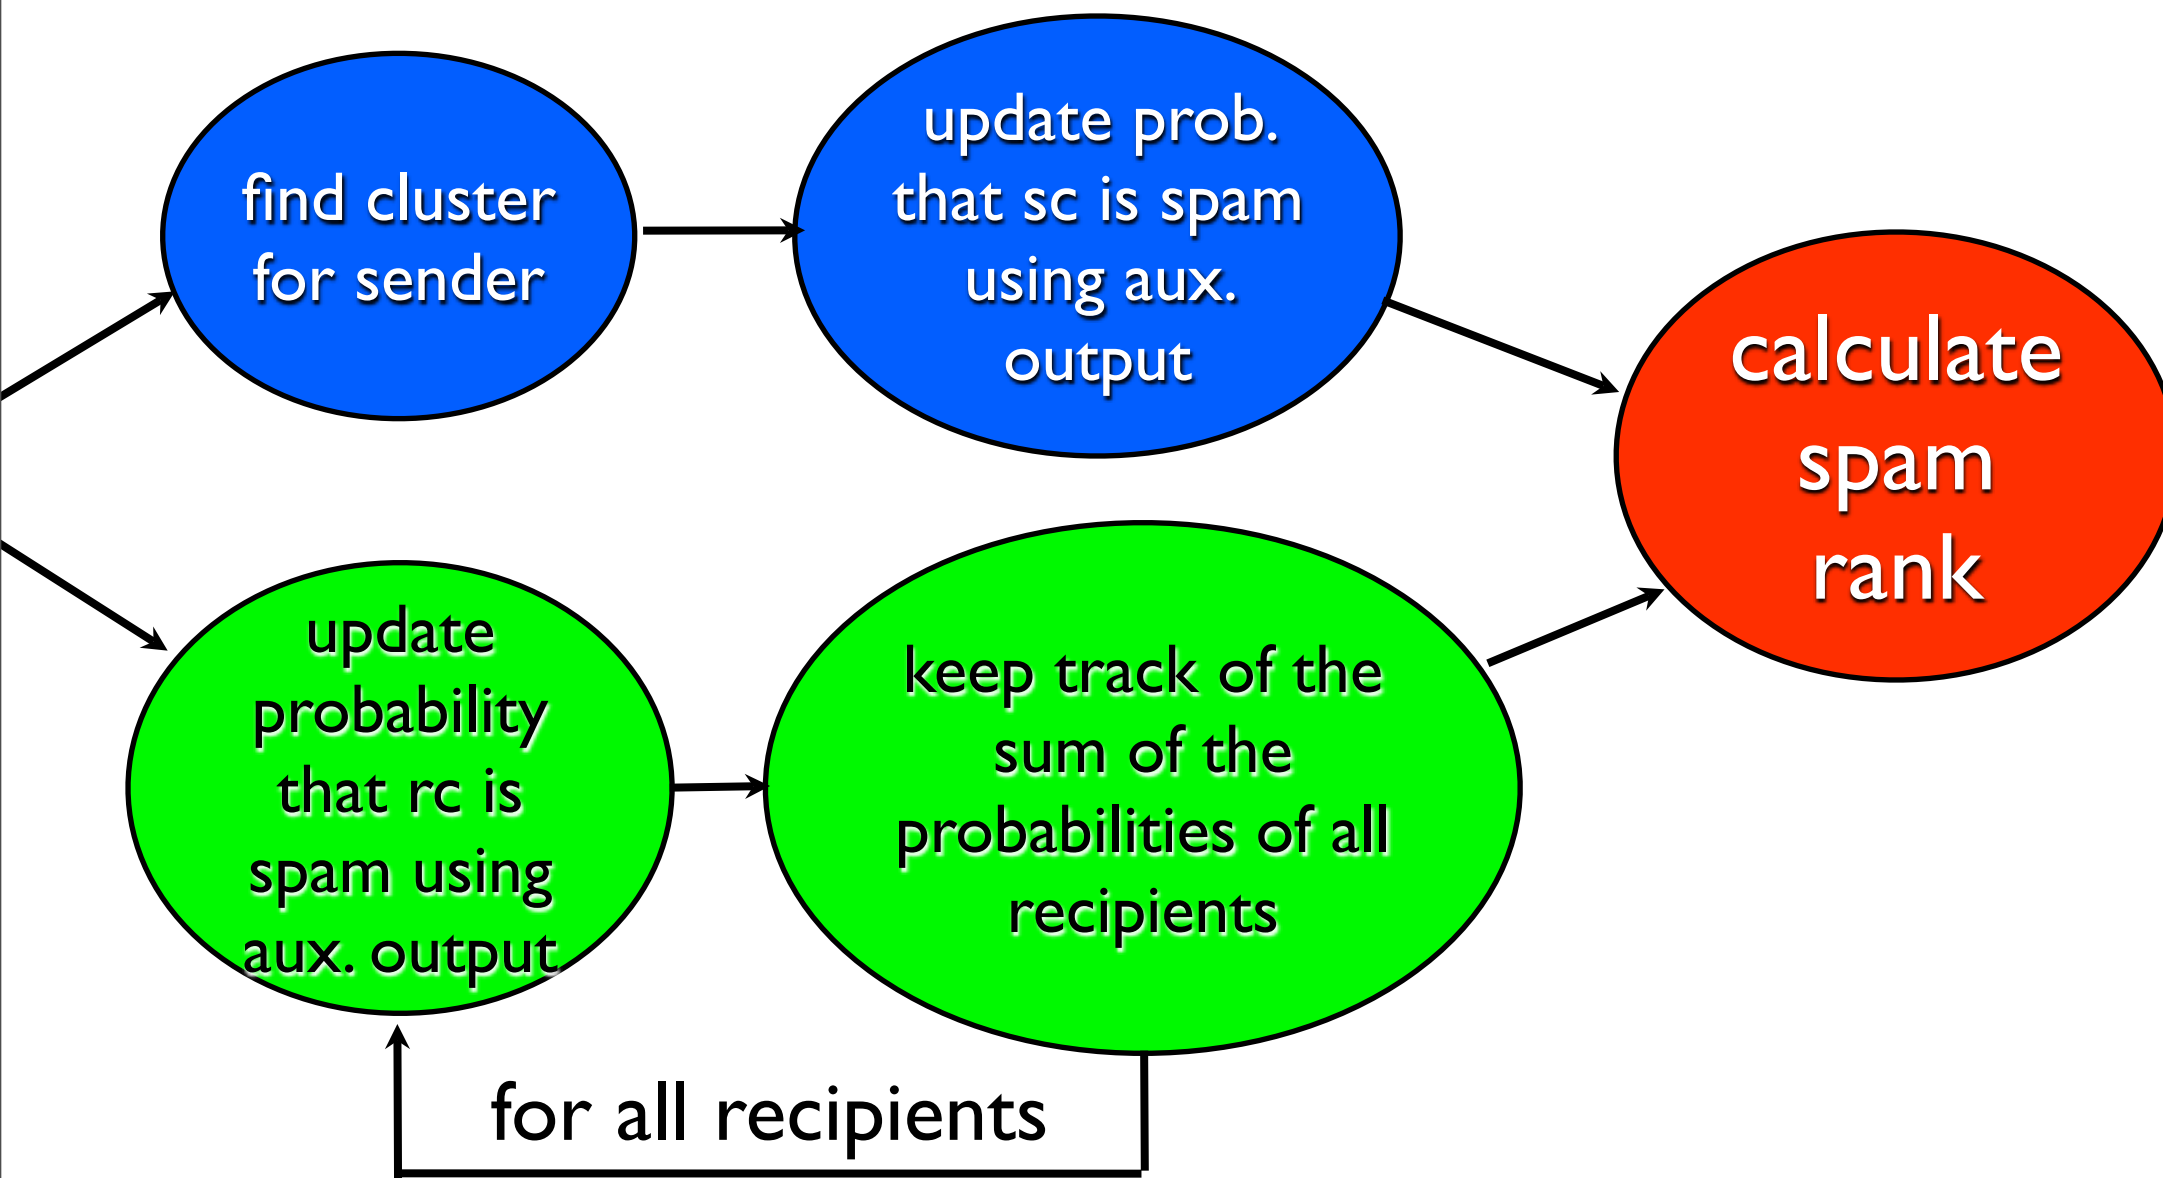 find cluster
for sender
update prob.
that sc is spam
using aux.
output
calculate
spam
rank
update
probability
that rc is
spam using
aux. output
keep track of the
sum of the
probabilities of all
recipients
for all recipients